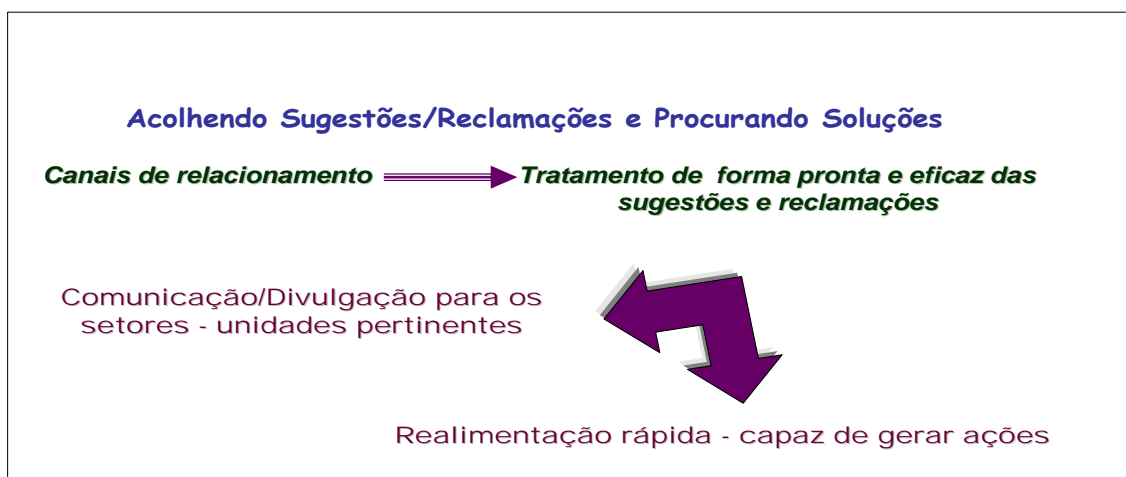 Acolhendo Sugestões/Reclamações e Procurando Soluções
Canais de relacionamento
Tratamento de forma pronta e eficaz das
sugestões e reclamações
Comunicação/Divulgação para os
setores - unidades pertinentes
Realimentação rápida - capaz de gerar ações